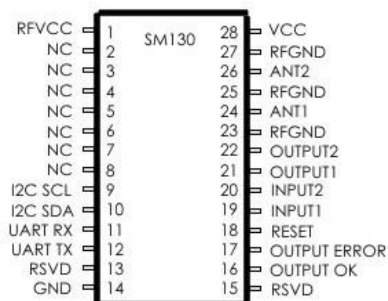 RFVCC 1 SM130 28 VCC
NC 2 27 RFGND
NC 3 26 ANT2
NC 4 25 RFGND
NC 5 24 ANT1
NC 6 23 RFGND
NC 7 22 OUTPUT2
NC 8 21 OUTPUT1
I2C SCL 9 20 INPUT2
I2C SDA 10 19 INPUT1
UART RX 11 18 RESET
UART TX 12 17 OUTPUT ERROR
RSVD 13 16 OUTPUT OK
GND 14 15 RSVD